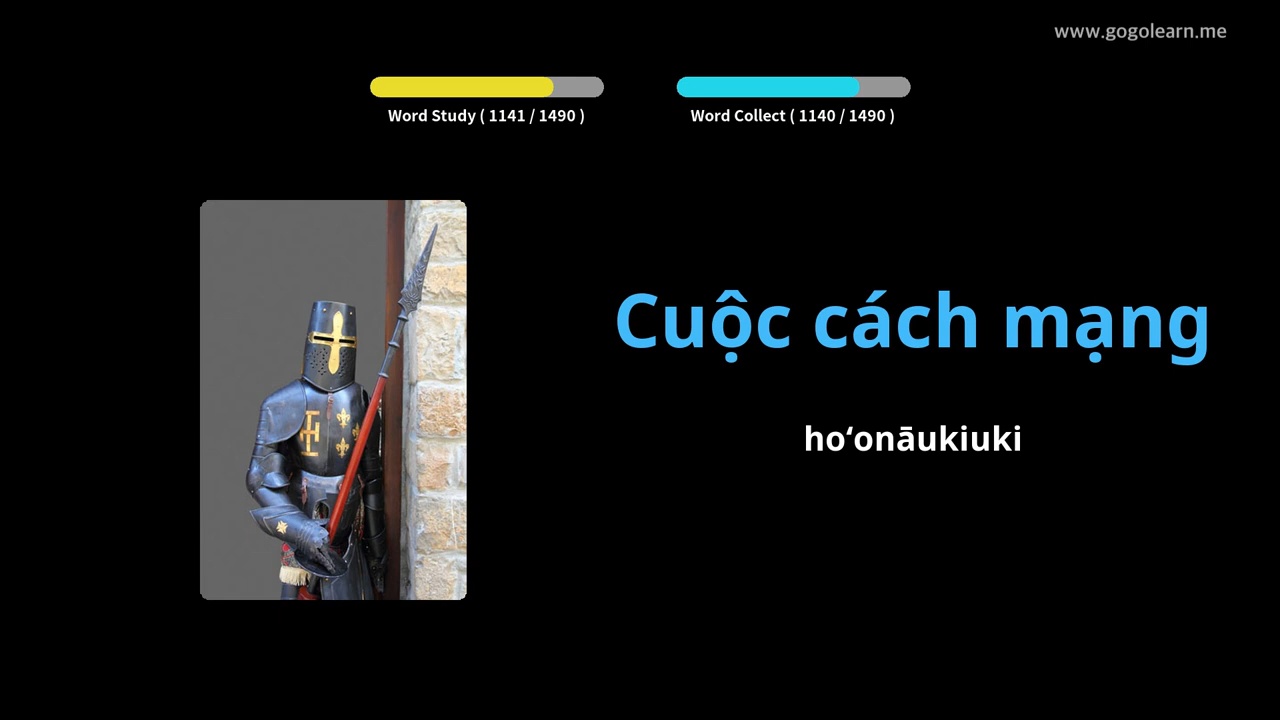 www.gogolearn.me
Word Study ( 1141 / 1490 )
Word Collect ( 1140 / 1490 )
Cuộc cách mạng
hoʻonāukiuki